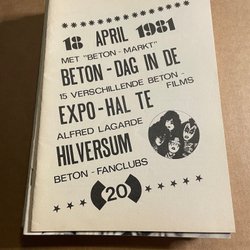 18 APRIL 1981
MET "BETON-MARKT"
BETON-DAG IN DE
15 VERSCHILLENDE BETON-FILMS
EXPO-HAL TE
ALFRED LAGARDE
HILVERSUM
BETON-FANCLUBS
20